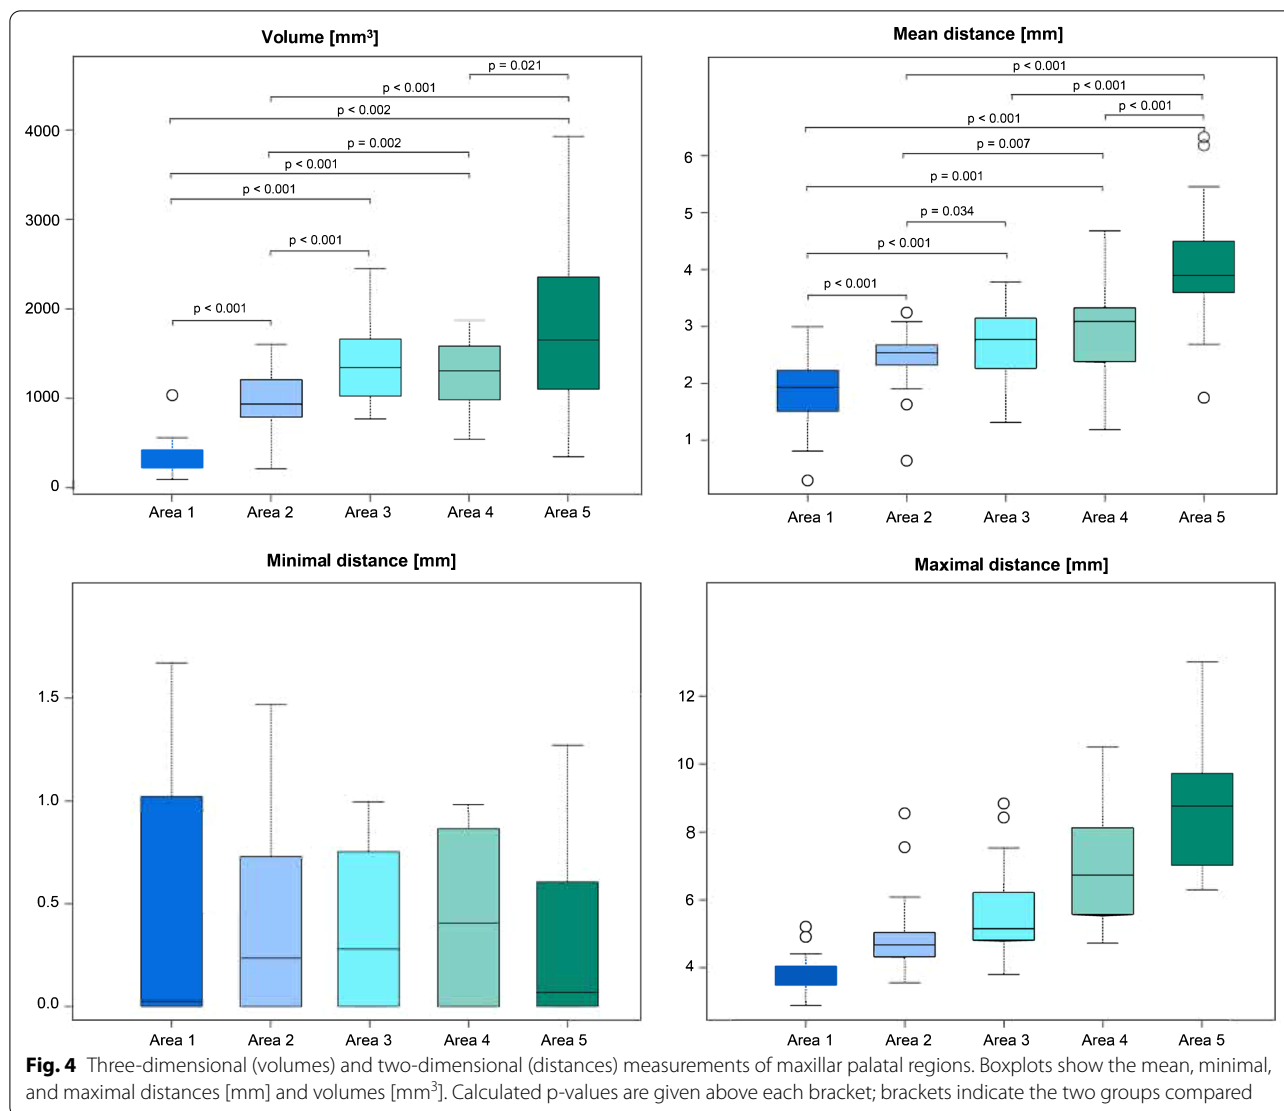 Volume [mm³]
p = 0.021
p < 0.001
p < 0.002
p = 0.002
p < 0.001
p < 0.001
p < 0.001
p < 0.001
4000
3000
2000
1000
0
Area 1 Area 2 Area 3 Area 4 Area 5
Mean distance [mm]
p < 0.001
p < 0.001
p < 0.001
p < 0.001
p = 0.007
p = 0.001
p = 0.034
p < 0.001
p < 0.001
6
5
4
3
2
1
Area 1 Area 2 Area 3 Area 4 Area 5
Minimal distance [mm]
1.5
1.0
0.5
0.0
Area 1 Area 2 Area 3 Area 4 Area 5
Maximal distance [mm]
12
10
8
6
4
Area 1 Area 2 Area 3 Area 4 Area 5
Fig. 4 Three-dimensional (volumes) and two-dimensional (distances) measurements of maxillar palatal regions. Boxplots show the mean, minimal,
and maximal distances [mm] and volumes [mm³]. Calculated p-values are given above each bracket; brackets indicate the two groups compared